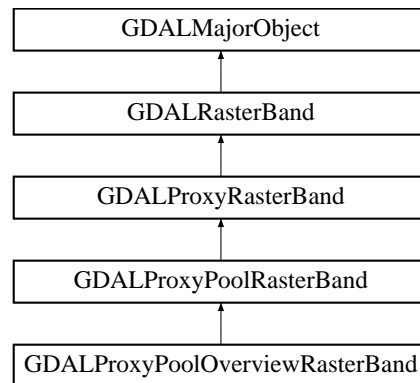 GDALMajorObject
GDALRasterBand
GDALProxyRasterBand
GDALProxyPoolRasterBand
GDALProxyPoolOverviewRasterBand